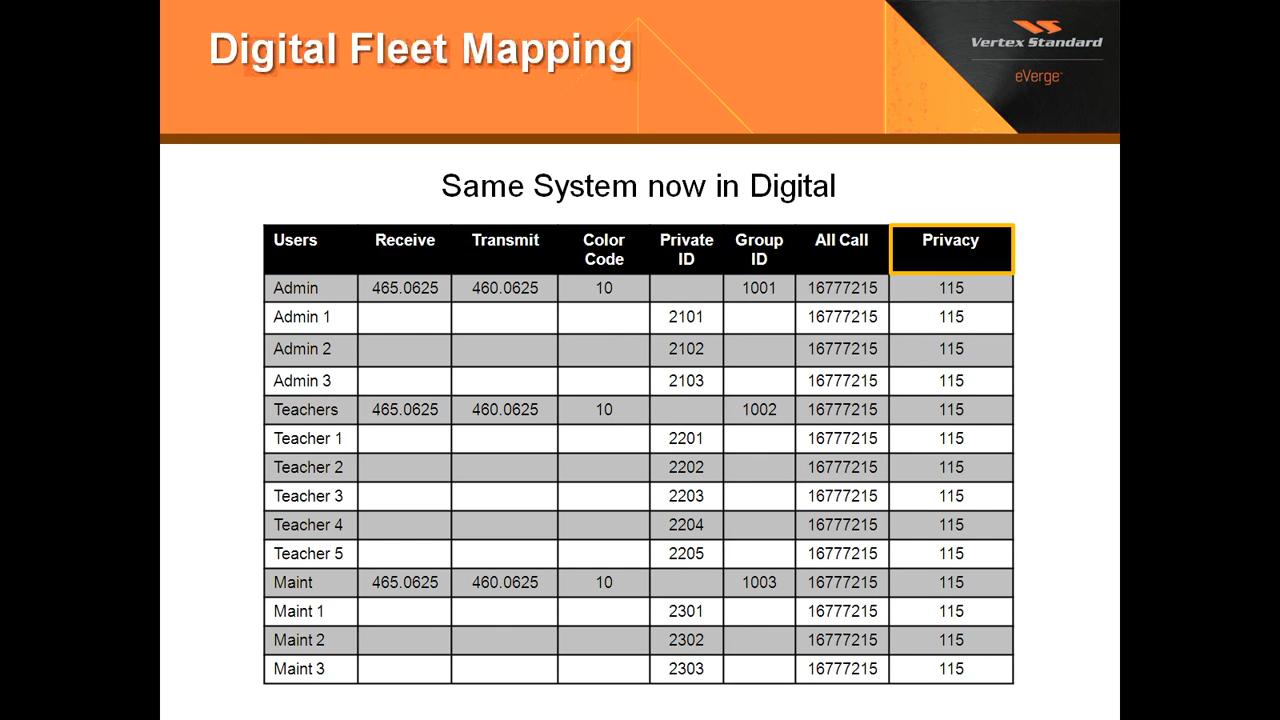 Digital Fleet Mapping
Vertex Standard
eVerge™
Same System now in Digital
Users Receive Transmit Color Code Private ID Group ID All Call Privacy
Admin 465.0625 460.0625 10 1001 16777215 115
Admin 1 2101 16777215 115
Admin 2 2102 16777215 115
Admin 3 2103 16777215 115
Teachers 465.0625 460.0625 10 1002 16777215 115
Teacher 1 2201 16777215 115
Teacher 2 2202 16777215 115
Teacher 3 2203 16777215 115
Teacher 4 2204 16777215 115
Teacher 5 2205 16777215 115
Maint 465.0625 460.0625 10 1003 16777215 115
Maint 1 2301 16777215 115
Maint 2 2302 16777215 115
Maint 3 2303 16777215 115